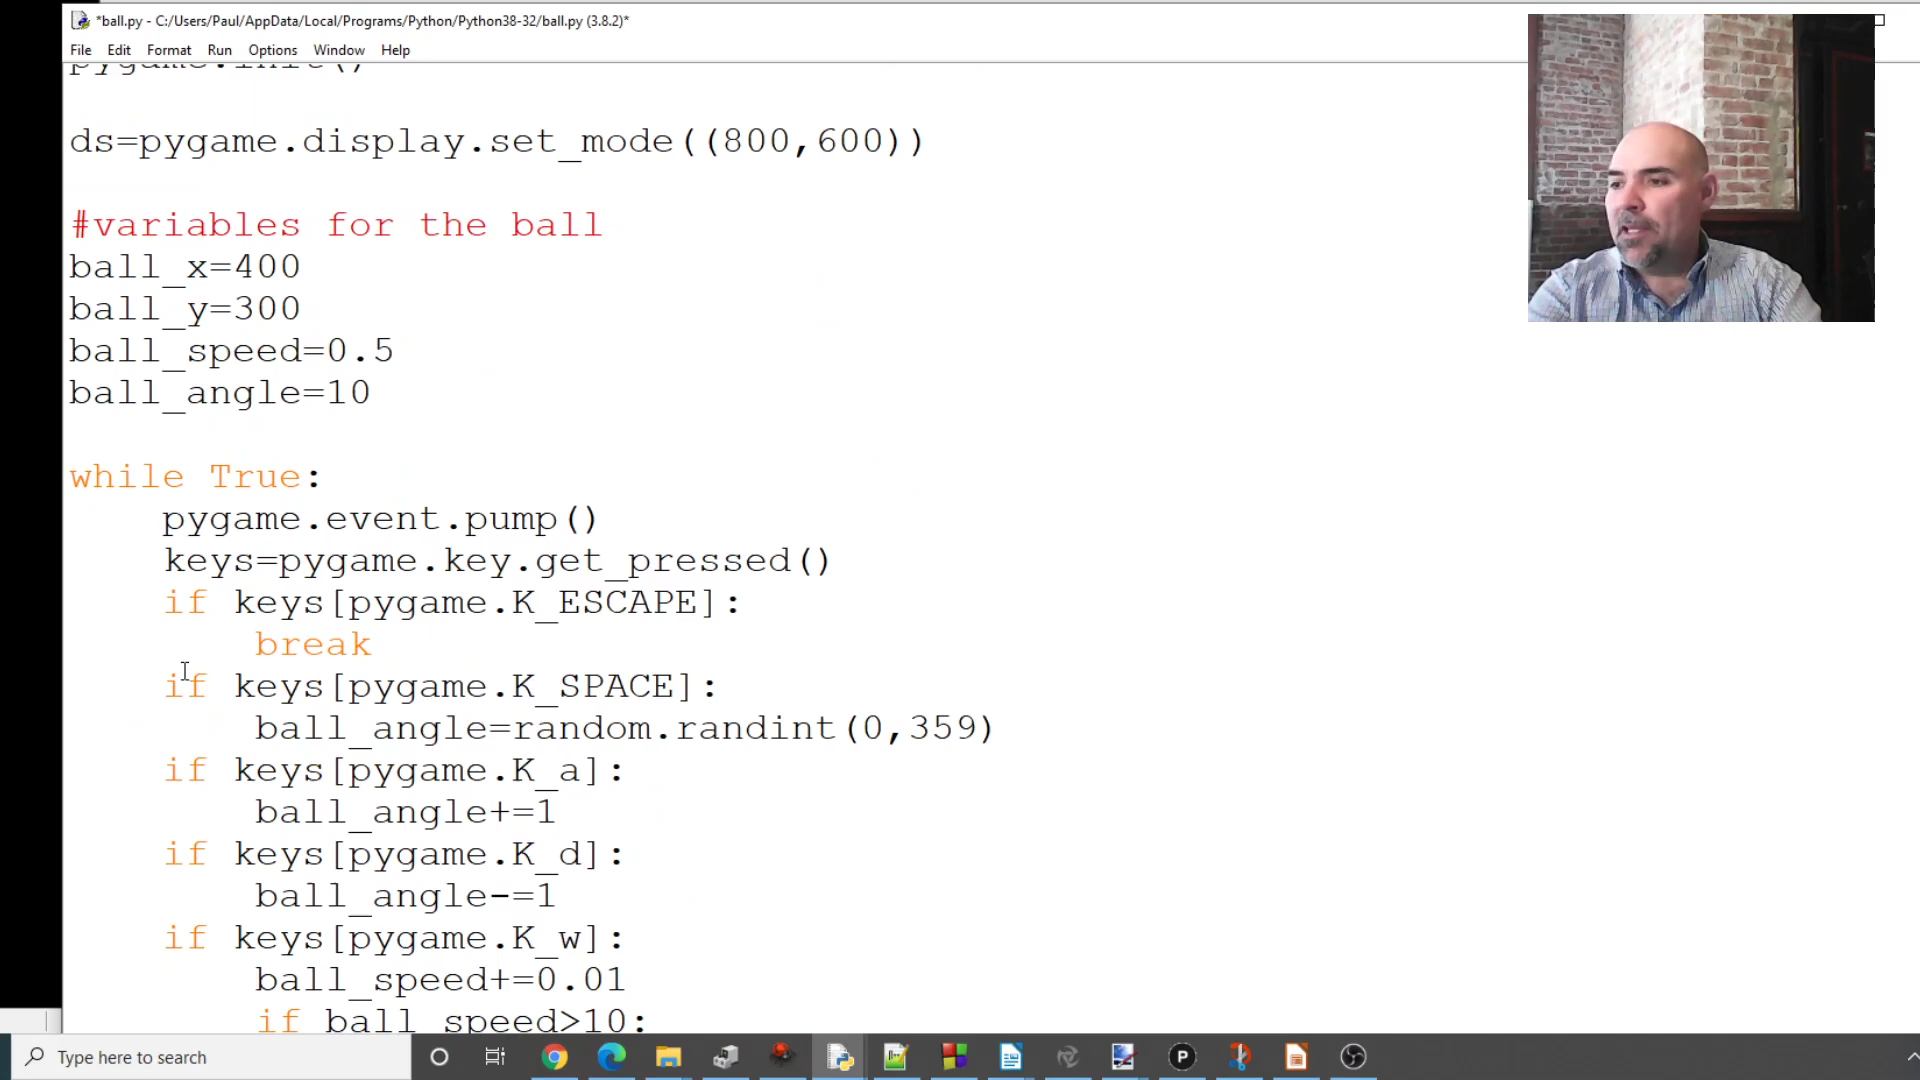 *ball.py - C:/Users/Paul/AppData/Local/Programs/Python/Python38-32/ball.py (3.8.2)*
File Edit Format Run Options Window Help
pygame.init()
ds=pygame.display.set_mode((800,600))
#variables for the ball
ball_x=400
ball_y=300
ball_speed=0.5
ball_angle=10
while True:
    pygame.event.pump()
    keys=pygame.key.get_pressed()
    if keys[pygame.K_ESCAPE]:
        break
    if keys[pygame.K_SPACE]:
        ball_angle=random.randint(0,359)
    if keys[pygame.K_a]:
        ball_angle+=1
    if keys[pygame.K_d]:
        ball_angle-=1
    if keys[pygame.K_w]:
        ball_speed+=0.01
        if ball_speed>10:
Type here to search